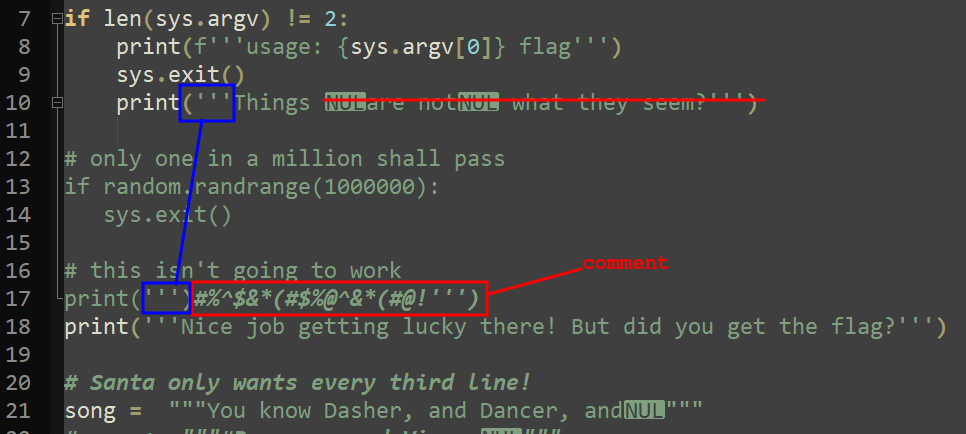 7 if len(sys.argv) != 2:
8 print(f'''usage: {sys.argv[0]} flag''')
9 sys.exit()
10 print('''Things NULare notNUL what they seem?''')
11
12 # only one in a million shall pass
13 if random.randrange(1000000):
14 sys.exit()
15
16 # this isn't going to work
comment
17 print(''')#%^$&*(#$%@^&*(#@!''')
18 print('''Nice job getting lucky there! But did you get the flag?''')
19
20 # Santa only wants every third line!
21 song = """You know Dasher, and Dancer, andNUL"""